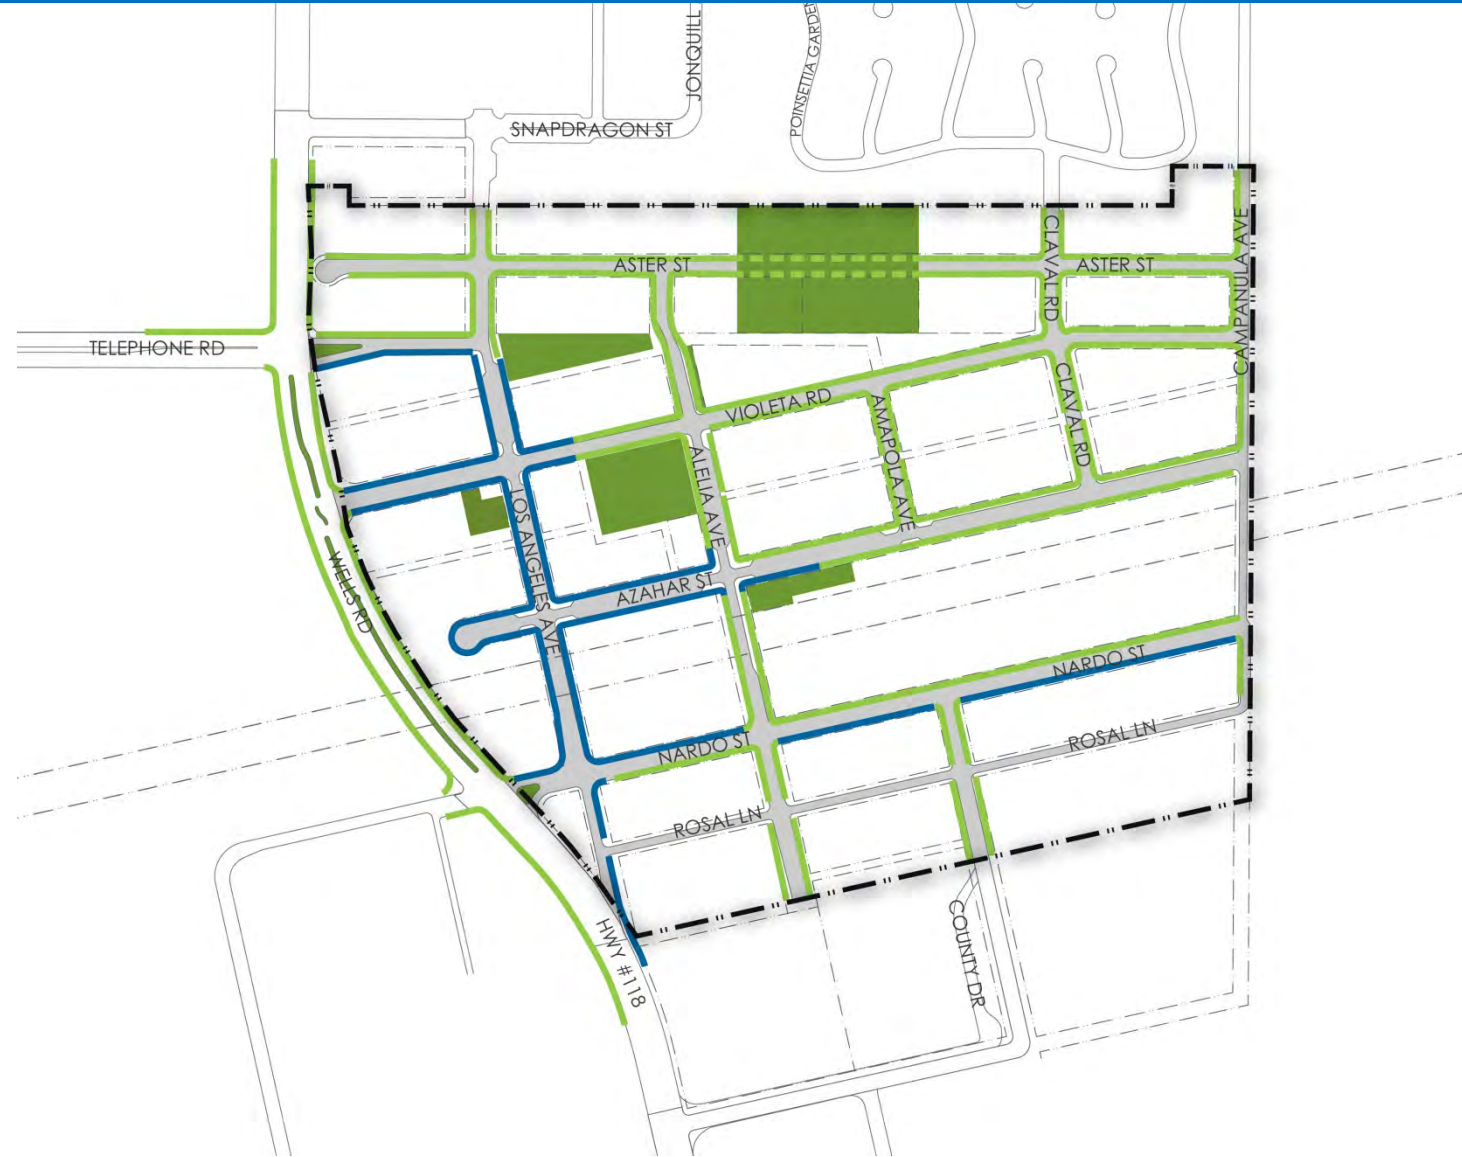 JONQUILL
POINSETTIA GARDEN
SNAPDRAGON ST
ASTER ST
CLAVAL RD
ASTER ST
CAMPANULA AVE
TELEPHONE RD
VIOLETA RD
AMAPOLA AVE
CLAVAL RD
ALELIA AVE
LOS ANGELES AVE
WELLS RD
AZAHAR ST
NARDO ST
NARDO ST
ROSAL LN
ROSAL LN
HWY #118
COUNTY DR